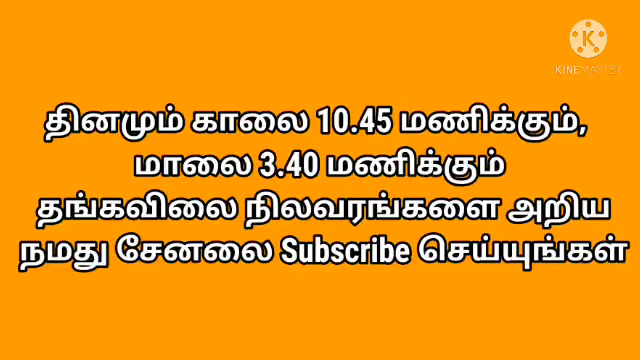 KINEMASTER
தினமும் காலை 10.45 மணிக்கும்,
மாலை 3.40 மணிக்கும்
தங்கவிலை நிலவரங்களை அறிய
நமது சேனலை Subscribe செய்யுங்கள்